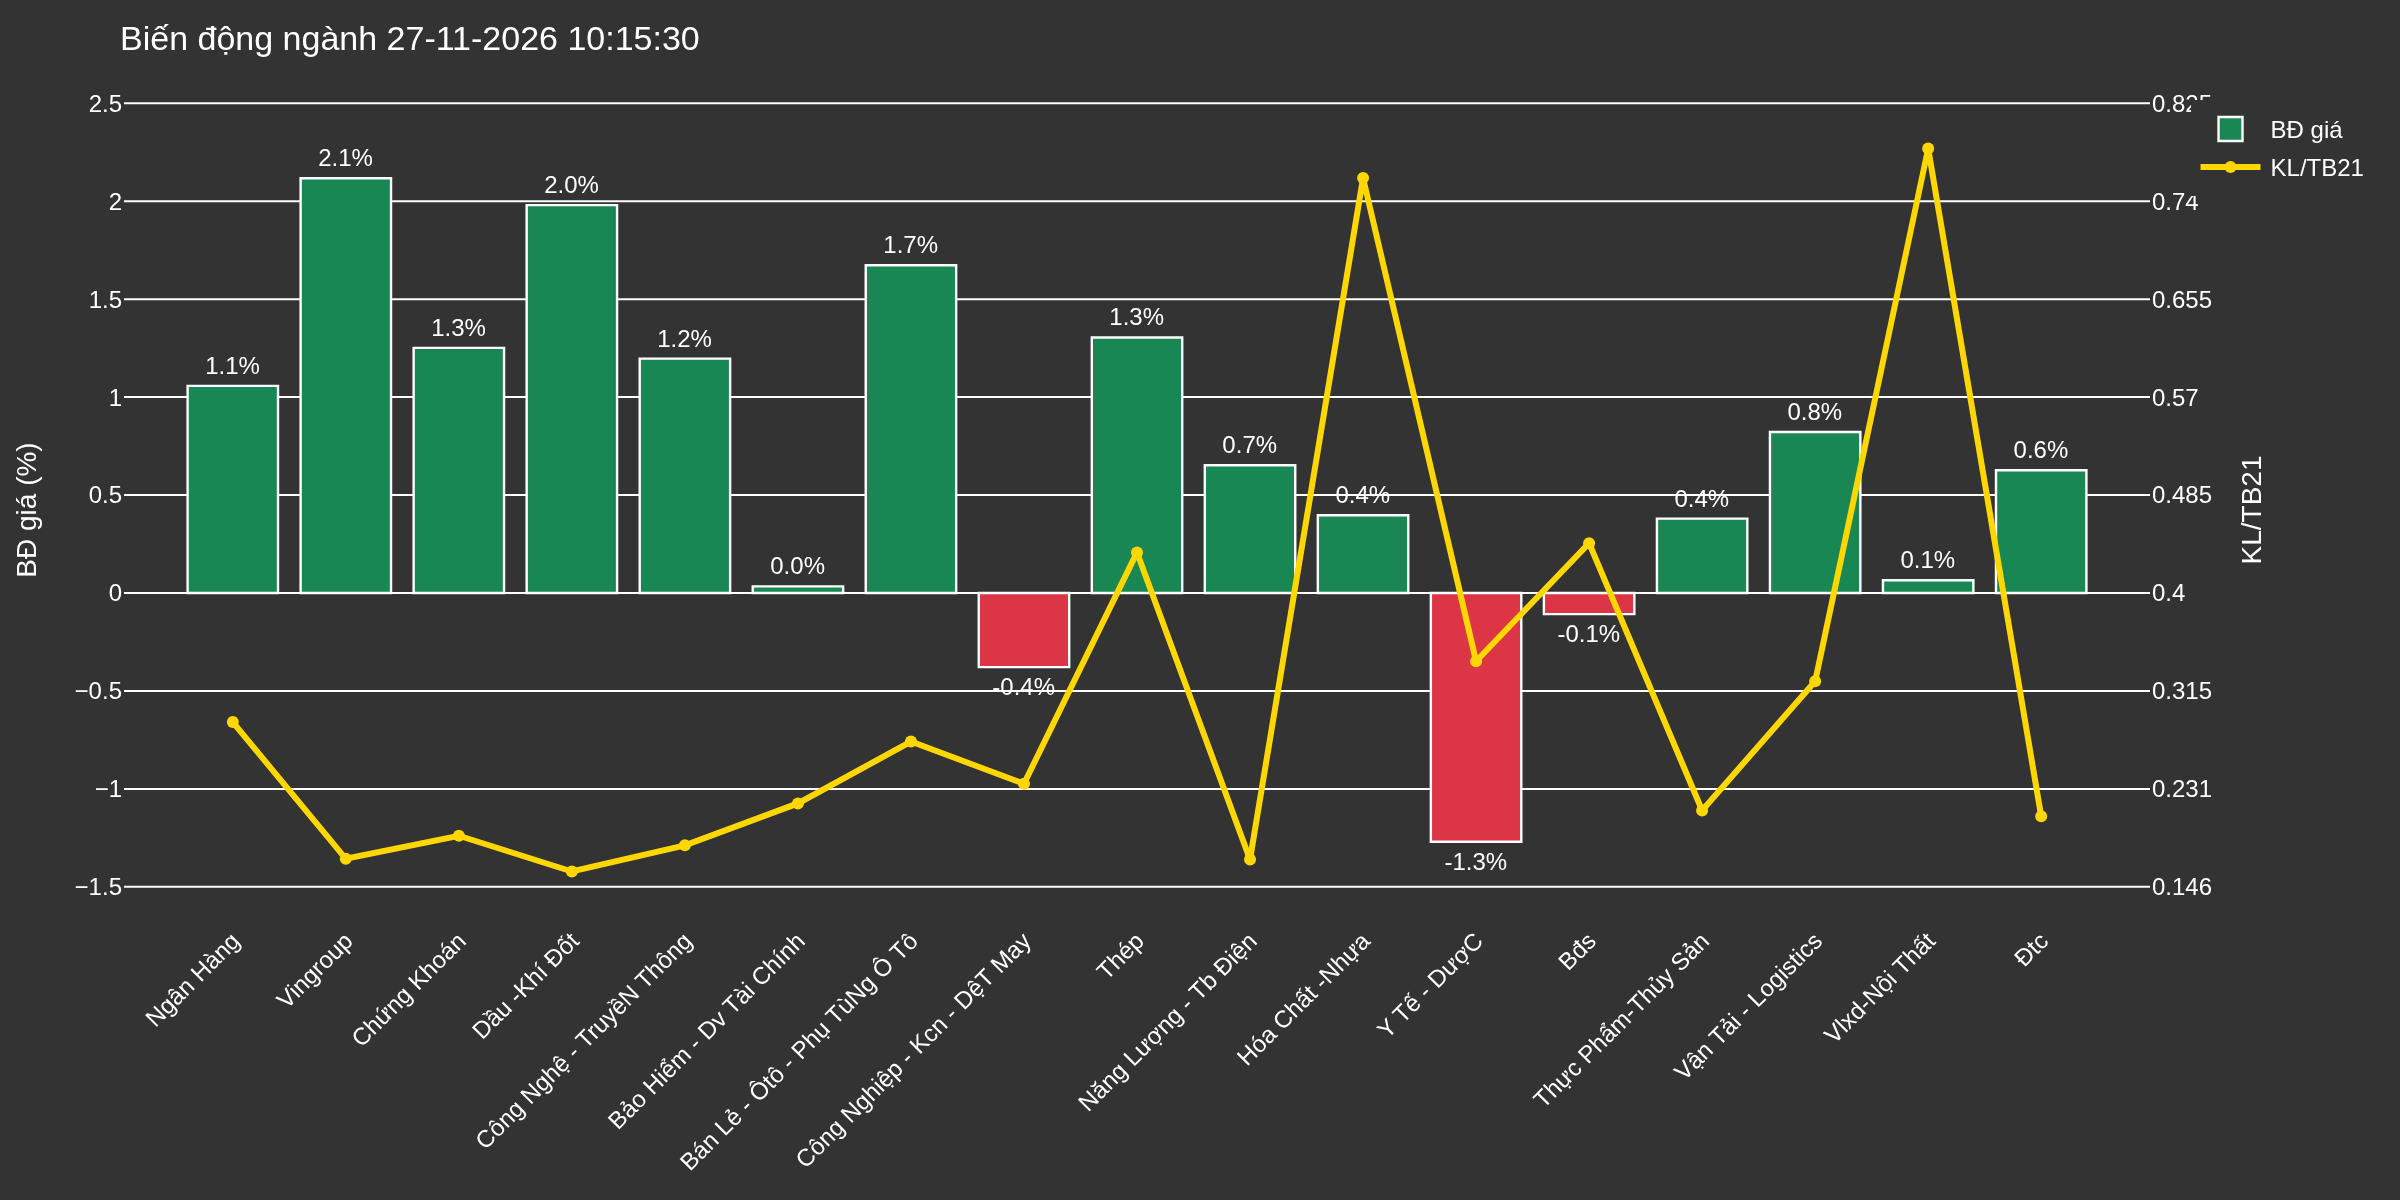 Biến động ngành 27-11-2026 10:15:30
BĐ giá
KL/TB21
BĐ giá (%)
2.5
2
1.5
1
0.5
0
−0.5
−1
−1.5
2.1%
2.0%
1.7%
1.3%
1.3%
1.2%
1.1%
0.8%
0.7%
0.6%
0.4%
0.4%
0.0%
0.1%
-0.4%
-0.1%
-1.3%
0.74
0.655
0.57
0.485
0.4
0.315
0.231
0.146
KL/TB21
Ngân Hàng
Vingroup
Chứng Khoán
Dầu -Khí Đốt
Công Nghệ - TruyềN Thông
Bảo Hiểm - Dv Tài Chính
Bán Lẻ - Ôtô - Phụ TùNg Ô Tô
Công Nghiệp - Kcn - DệT May
Thép
Năng Lượng - Tb Điện
Hóa Chất -Nhựa
Y Tế - DượC
Bđs
Thực Phẩm-Thủy Sản
Vận Tải - Logistics
Vlxd-Nội Thất
Đtc